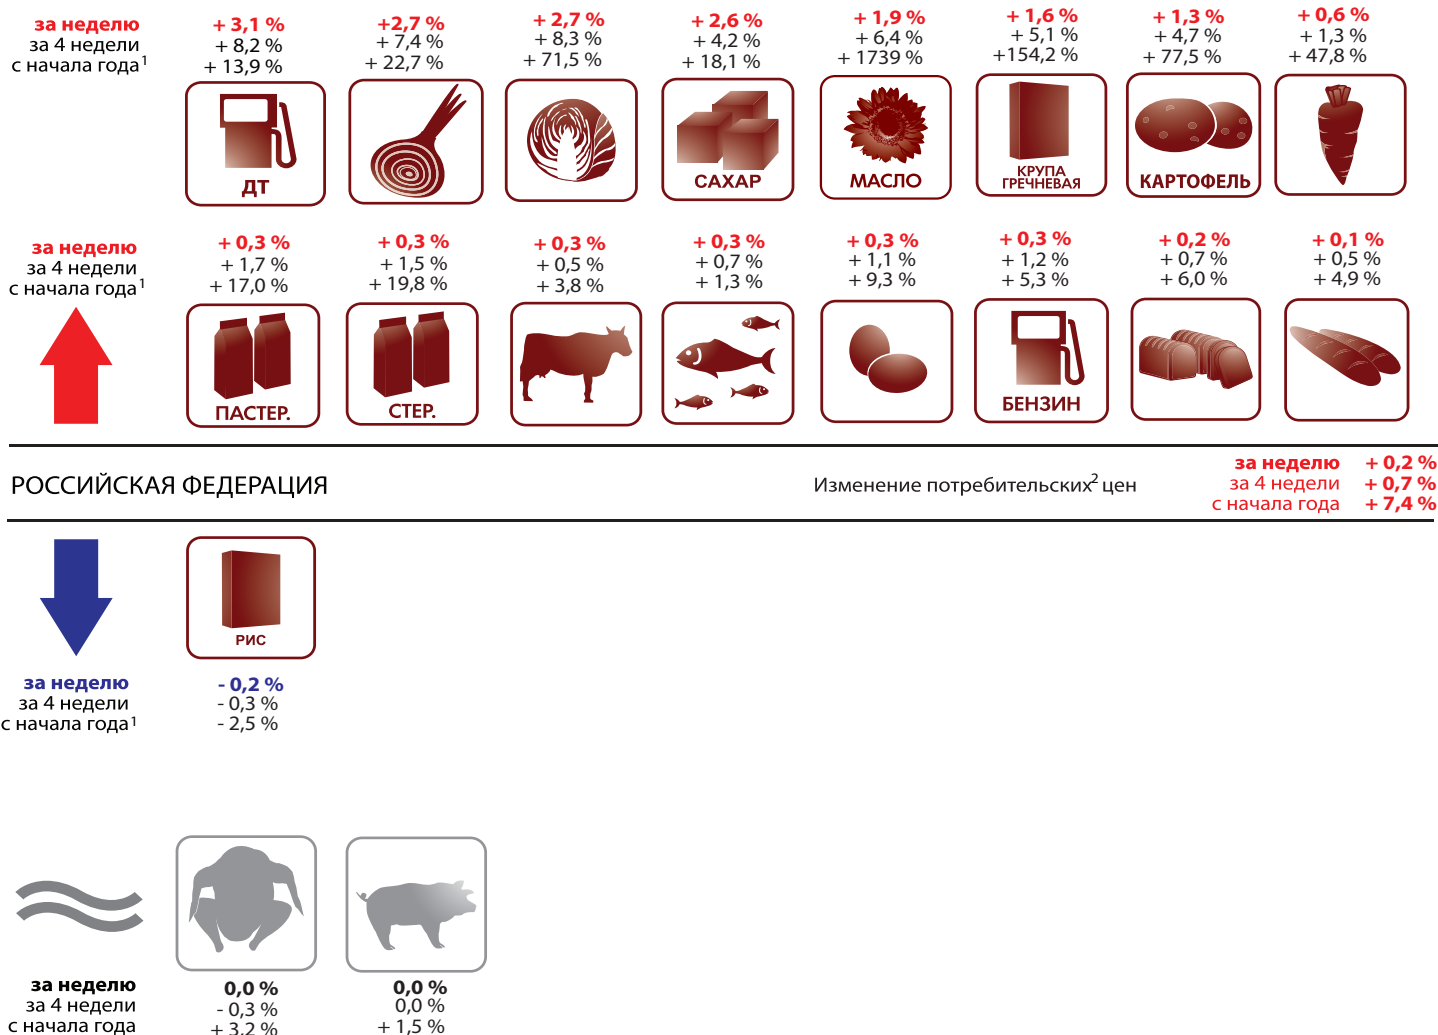 за неделю + 3,1 % +2,7 % + 2,7 % + 2,6 % + 1,9 % + 1,6 % + 1,3 % + 0,6 %
за 4 недели + 8,2 % + 7,4 % + 8,3 % + 4,2 % + 6,4 % + 5,1 % + 4,7 % + 1,3 %
с начала года1 + 13,9 % + 22,7 % + 71,5 % + 18,1 % + 1739 % +154,2 % + 77,5 % + 47,8 %
ДТ САХАР МАСЛО КРУПА ГРЕЧНЕВАЯ КАРТОФЕЛЬ
за неделю + 0,3 % + 0,3 % + 0,3 % + 0,3 % + 0,3 % + 0,3 % + 0,2 % + 0,1 %
за 4 недели + 1,7 % + 1,5 % + 0,5 % + 0,7 % + 1,1 % + 1,2 % + 0,7 % + 0,5 %
с начала года1 + 17,0 % + 19,8 % + 3,8 % + 1,3 % + 9,3 % + 5,3 % + 6,0 % + 4,9 %
ПАСТЕР. СТЕР. БЕНЗИН
РОССИЙСКАЯ ФЕДЕРАЦИЯ Изменение потребительских2 цен
за неделю + 0,2 %
за 4 недели + 0,7 %
с начала года + 7,4 %
РИС
за неделю - 0,2 %
за 4 недели - 0,3 %
с начала года1 - 2,5 %
за неделю 0,0 % 0,0 %
за 4 недели - 0,3 % 0,0 %
с начала года + 3,2 % + 1,5 %